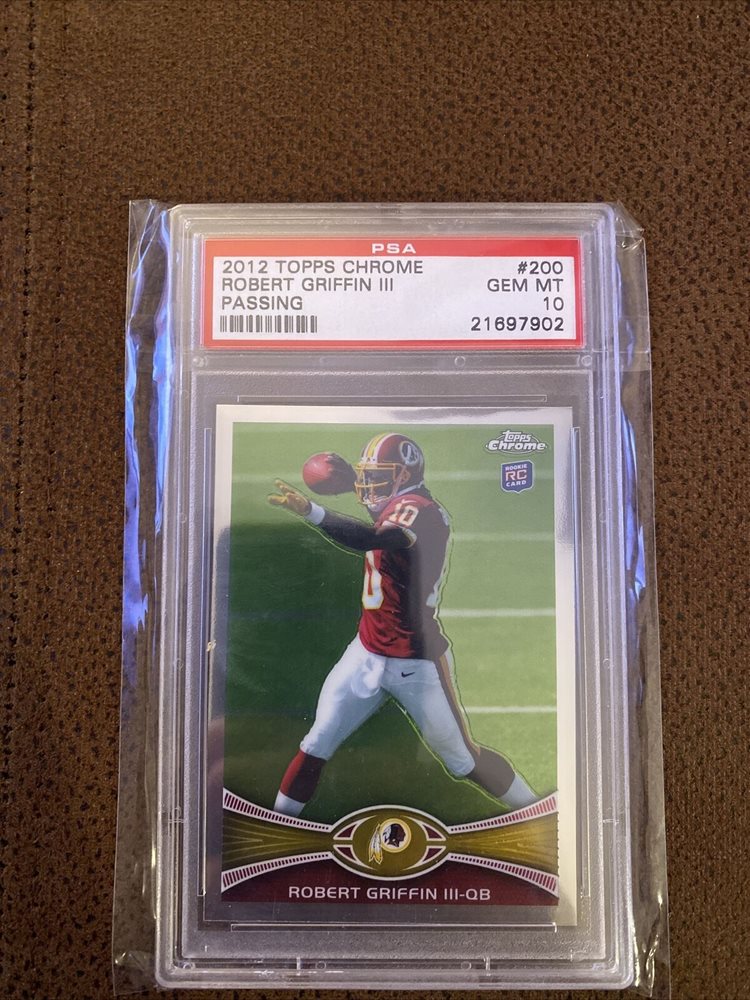 PSA
2012 TOPPS CHROME #200
ROBERT GRIFFIN III GEM MT
PASSING 10
21697902
Topps
Chrome
ROOKIE
RC
CARD
10
0
ROBERT GRIFFIN III-QB